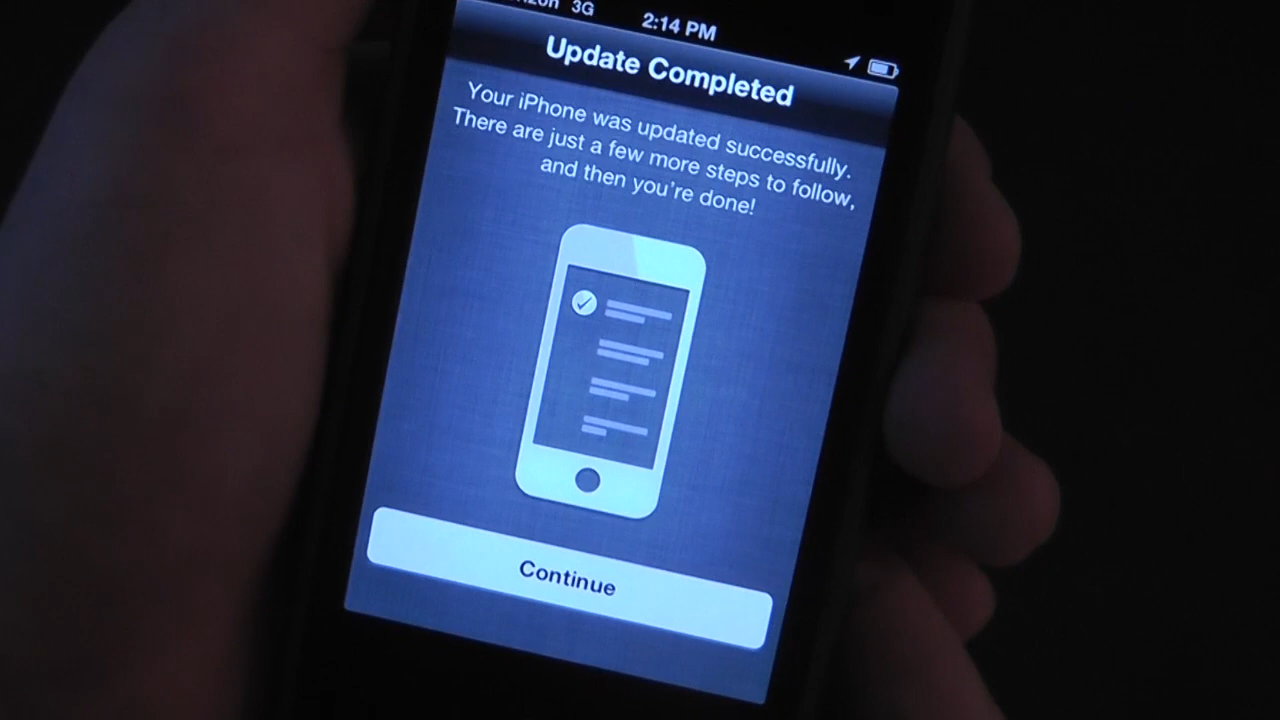 3G 2:14 PM
Update Completed
Your iPhone was updated successfully.
There are just a few more steps to follow,
and then you're done!
Continue